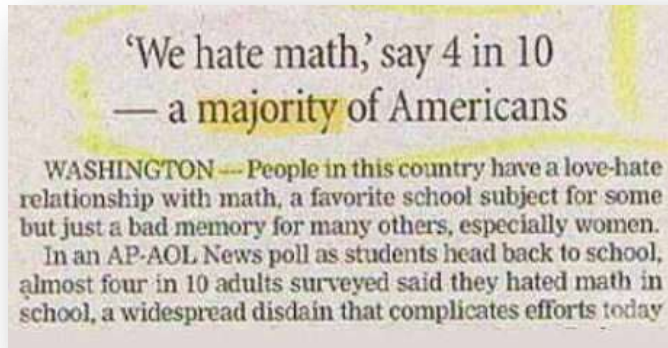 ‘We hate math,’ say 4 in 10
— a majority of Americans
WASHINGTON — People in this country have a love-hate
relationship with math, a favorite school subject for some
but just a bad memory for many others, especially women.
In an AP-AOL News poll as students head back to school,
almost four in 10 adults surveyed said they hated math in
school, a widespread disdain that complicates efforts today